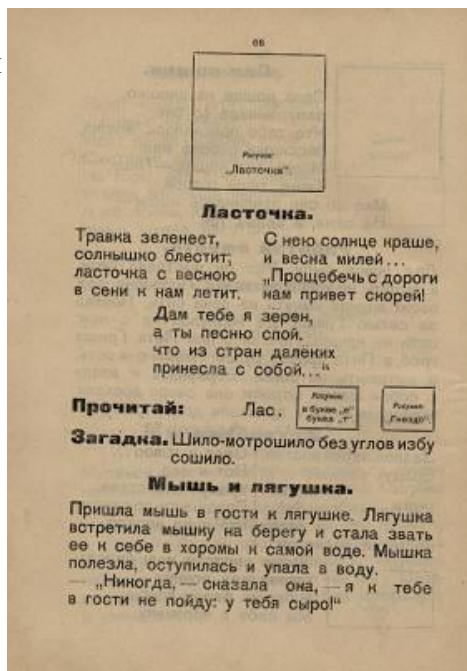 68
Рисунок:
„Ласточка".
Ласточка.
Травка зеленеет,
солнышко блестит,
ласточка с весною
в сени к нам летит.
С нею солнце краше,
и весна милей...
„Прощебечь с дороги
нам привет скорей!
Дам тебе я зерен,
а ты песню спой.
что из стран далених
принесла с собой..."
Прочитай: Лас.
Рисунок:
в букве „о"
буква „т".
Рисунок:
„Гнездо".
Загадка. Шило-мотрошило без углов избу
сошило.
Мышь и лягушка.
Пришла мышь в гости к лягушке. Лягушка
встретила мышку на берегу и стала звать
ее к себе в хоромы к самой воде. Мышка
полезла, оступилась и упала в воду.
— „Никогда, — сказала она, — я к тебе
в гости не пойду: у тебя сыро!"